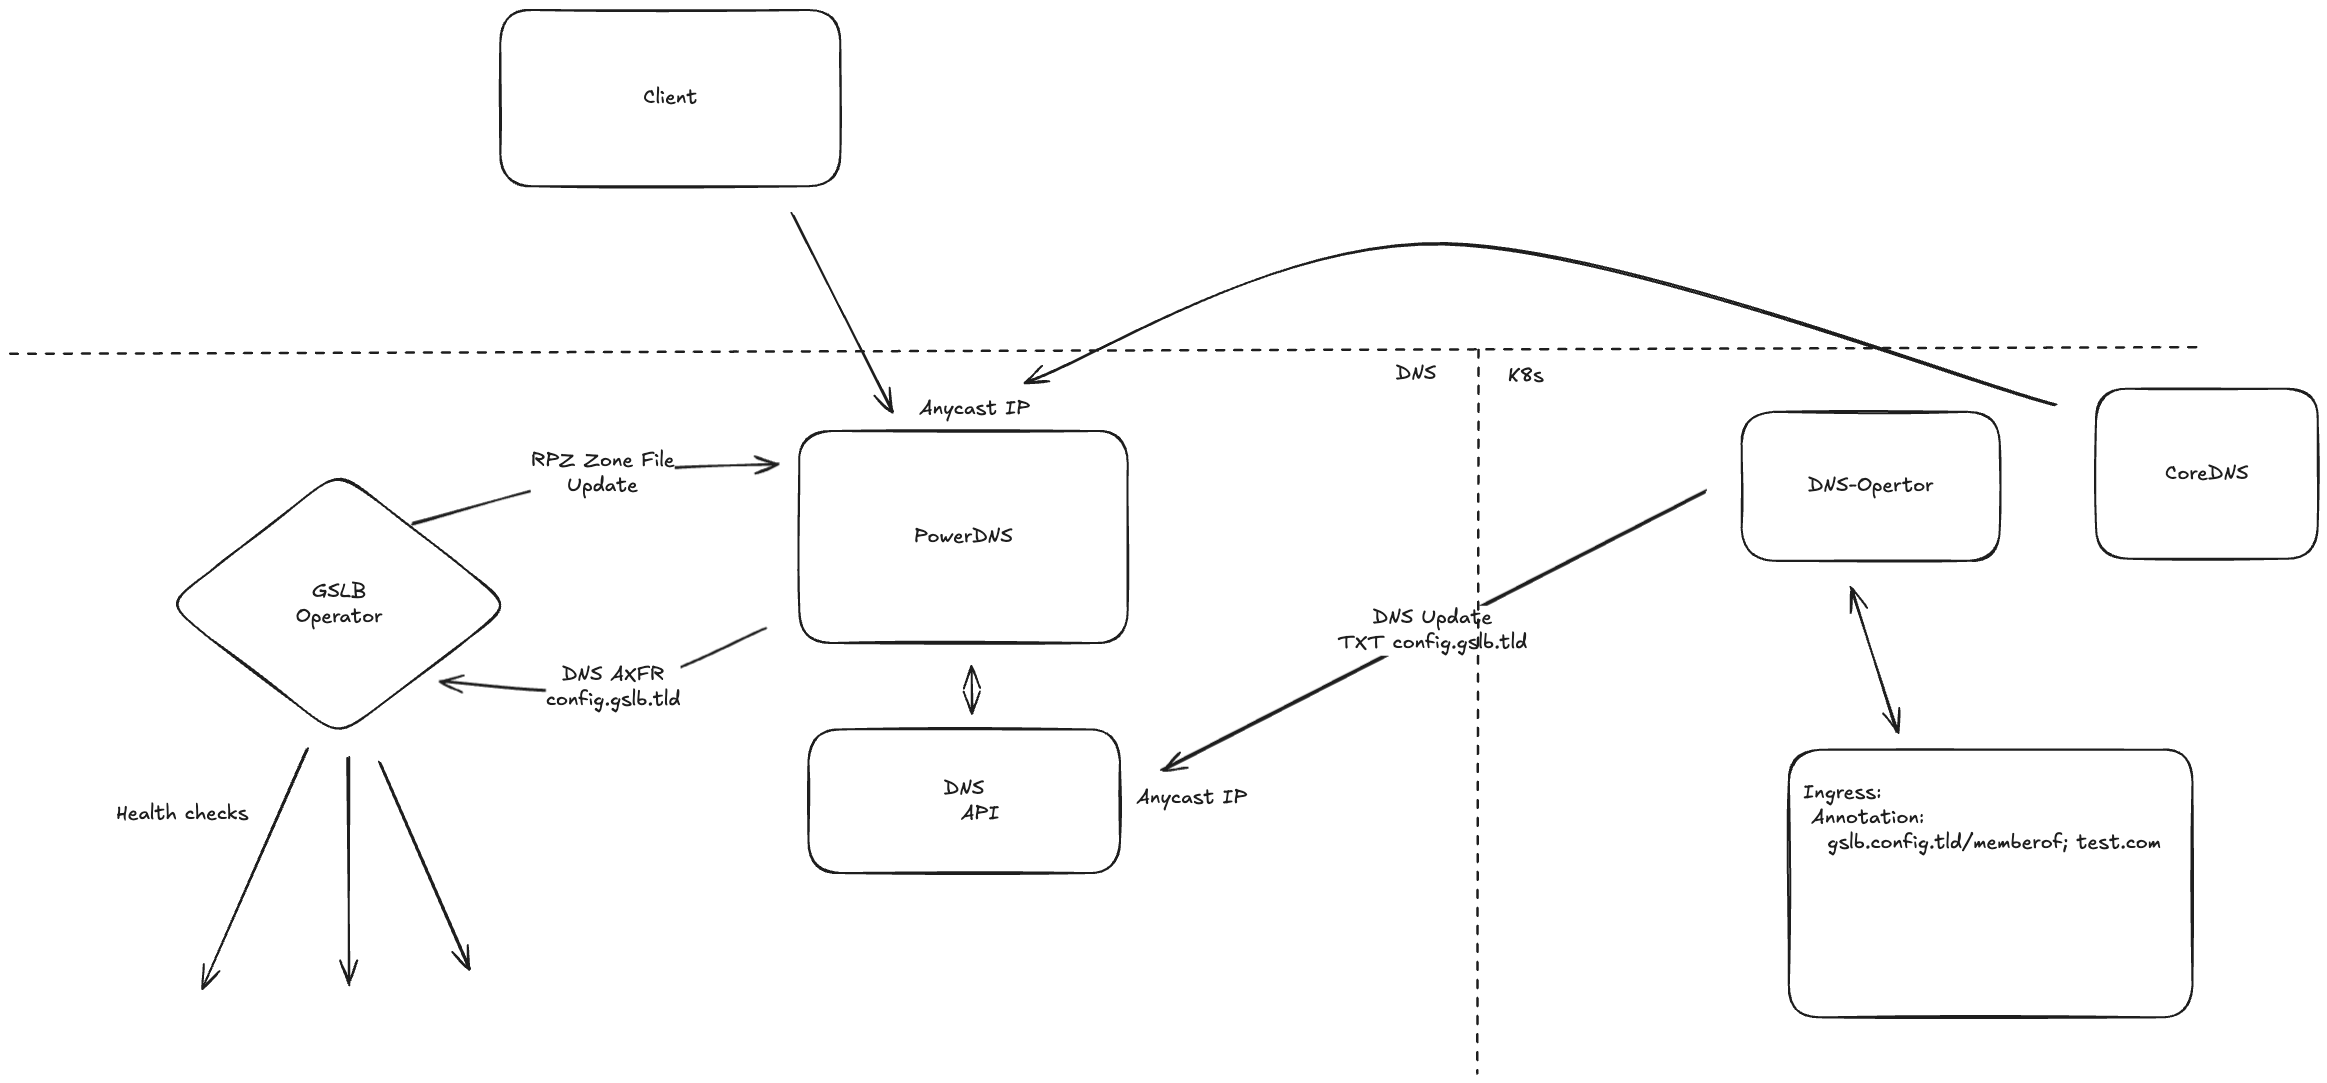 Client
DNS
K8s
Anycast IP
RPZ Zone File
Update
PowerDNS
GSLB
Operator
DNS AXFR
config.gslb.tld
Health checks
DNS
API
Anycast IP
DNS Update
TXT config.gslb.tld
DNS-Opertor
CoreDNS
Ingress:
Annotation:
gslb.config.tld/memberof; test.com